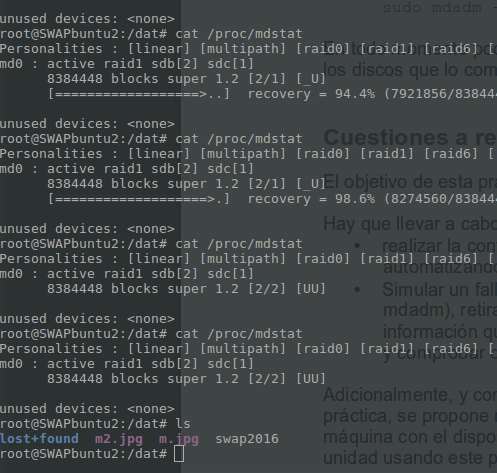 sudo mdadm -
unused devices: <none>
root@SWAPbuntu2:/dat# cat /proc/mdstat
Personalities : [linear] [multipath] [raid0] [raid1] [raid6] [
md0 : active raid1 sdb[2] sdc[1]
8384448 blocks super 1.2 [2/1] [_U]
[==================>..] recovery = 94.4% (7921856/838444
unused devices: <none>
root@SWAPbuntu2:/dat# cat /proc/mdstat
Personalities : [linear] [multipath] [raid0] [raid1] [raid6] [
md0 : active raid1 sdb[2] sdc[1]
8384448 blocks super 1.2 [2/1] [_U]
[===================>.] recovery = 98.6% (8274560/838444
unused devices: <none>
root@SWAPbuntu2:/dat# cat /proc/mdstat
Personalities : [linear] [multipath] [raid0] [raid1] [raid6] [
md0 : active raid1 sdb[2] sdc[1]
8384448 blocks super 1.2 [2/2] [UU]
unused devices: <none>
root@SWAPbuntu2:/dat# cat /proc/mdstat
Personalities : [linear] [multipath] [raid0] [raid1] [raid6] [
md0 : active raid1 sdb[2] sdc[1]
8384448 blocks super 1.2 [2/2] [UU]
unused devices: <none>
root@SWAPbuntu2:/dat# ls
lost+found m2.jpg m.jpg swap2016
root@SWAPbuntu2:/dat#
los discos que lo com
Cuestiones a re
El objetivo de esta prá
Hay que llevar a cabo
• realizar la con
automatizando
• Simular un fall
mdadm), retira
información qu
y comprobar
Adicionalmente, y con
práctica, se propone
máquina con el dispo
unidad usando este p